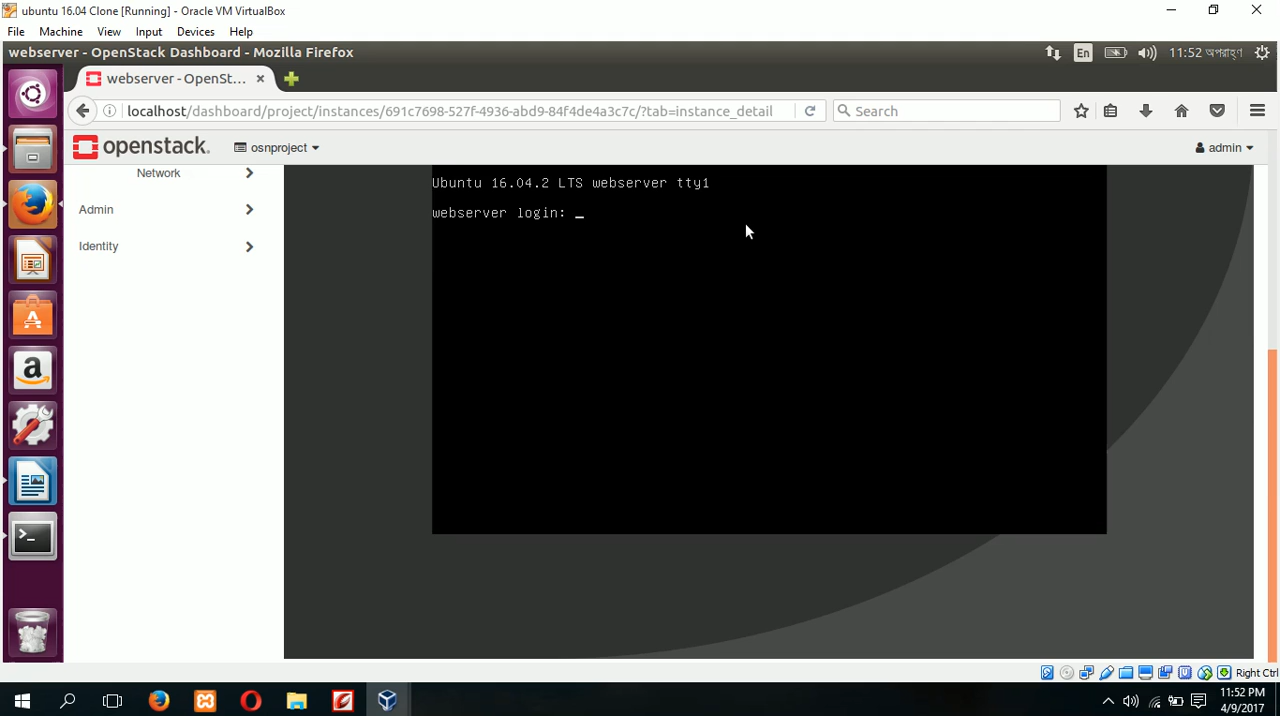 ubuntu 16.04 Clone [Running] - Oracle VM VirtualBox
File Machine View Input Devices Help
webserver - OpenStack Dashboard - Mozilla Firefox
En
11:52 অপরাহ্ণ
webserver - OpenSt...
localhost/dashboard/project/instances/691c7698-527f-4936-abd9-84f4de4a3c7c/?tab=instance_detail
Search
openstack.
osnproject
admin
Network
Admin
Identity
Ubuntu 16.04.2 LTS webserver tty1
webserver login: _
Right Ctrl
11:52 PM
4/9/2017